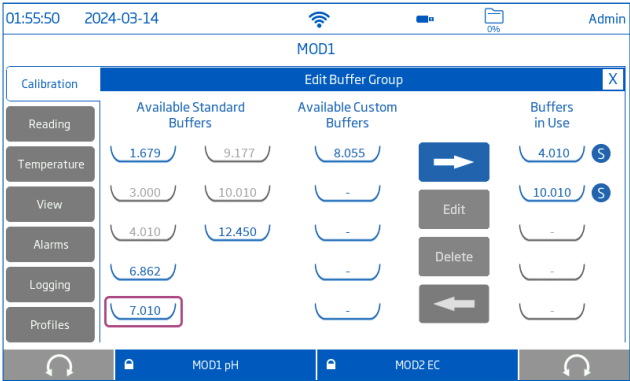 01:55:50 2024-03-14 0% Admin
MOD1
Calibration Edit Buffer Group X
Available Standard Available Custom Buffers
Buffers Buffers in Use
Reading
1.679 9.177 8.055 4.010 S
Temperature
3.000 10.010 - 10.010 S
View Edit
4.010 12.450 - -
Alarms
Delete
6.862 - -
Logging
7.010 - -
Profiles
MOD1 pH MOD2 EC